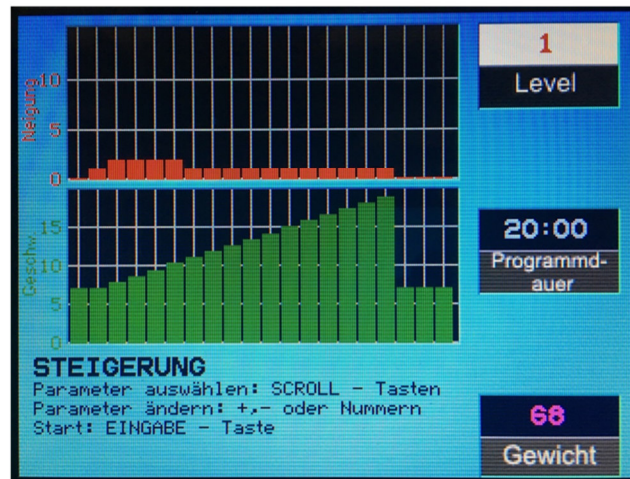 Neigung
10
5
0
Geschw
15
10
5
0
1
Level
20:00
Programmd-
auer
68
Gewicht
STEIGERUNG
Parameter auswählen: SCROLL - Tasten
Parameter ändern: +,- oder Nummern
Start: EINGABE - Taste